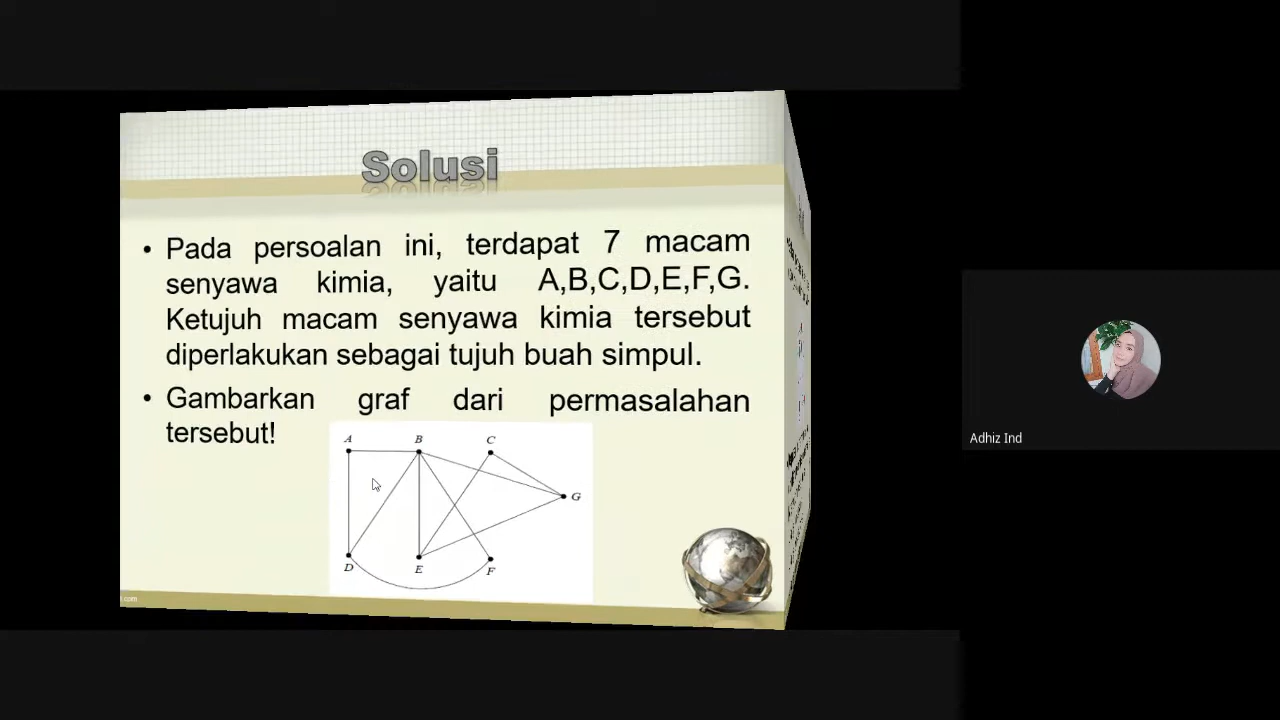 Solusi
• Pada persoalan ini, terdapat 7 macam
senyawa kimia, yaitu A,B,C,D,E,F,G.
Ketujuh macam senyawa kimia tersebut
diperlakukan sebagai tujuh buah simpul.
• Gambarkan graf dari permasalahan
tersebut!
A B C
G
D E F
Adhiz Ind